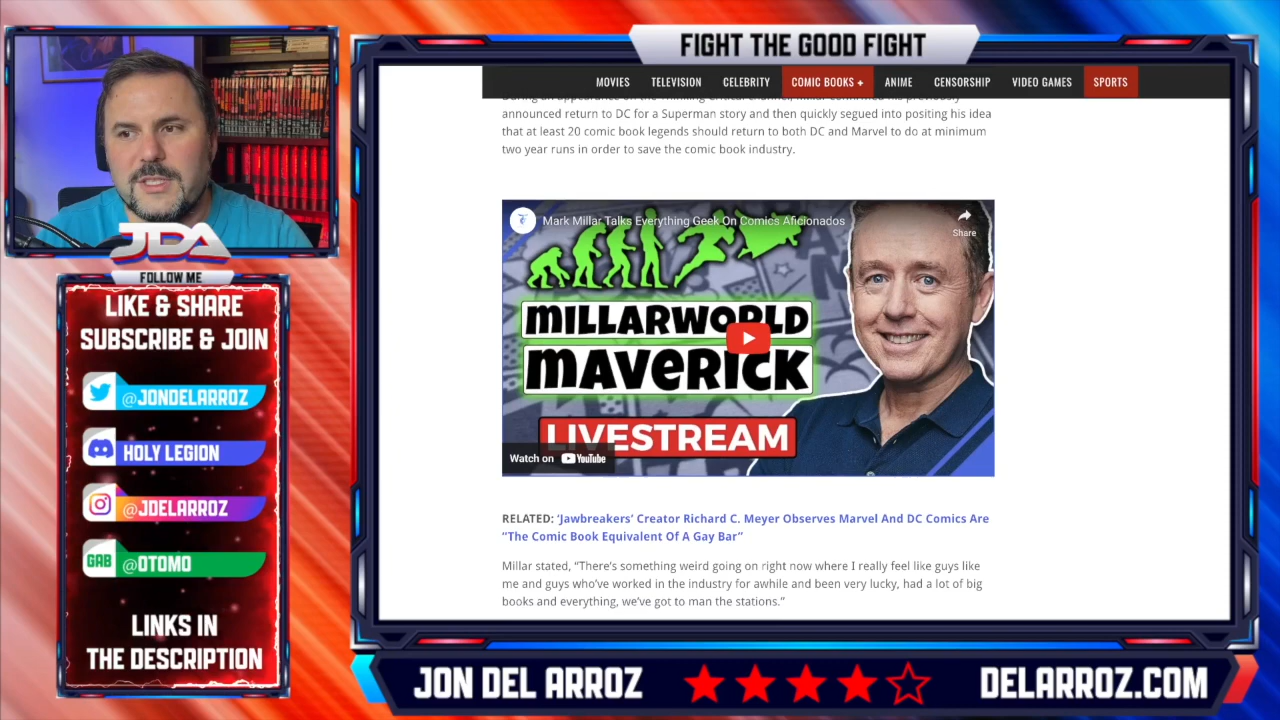 FIGHT THE GOOD FIGHT
MOVIES TELEVISION CELEBRITY COMIC BOOKS + ANIME CENSORSHIP VIDEO GAMES SPORTS
announced return to DC for a Superman story and then quickly segued into positing his idea
that at least 20 comic book legends should return to both DC and Marvel to do at minimum
two year runs in order to save the comic book industry.
Mark Millar Talks Everything Geek On Comics Aficionados
Share
MILLARWORLD
MAVERICK
LIVESTREAM
Watch on YouTube
RELATED: ‘Jawbreakers’ Creator Richard C. Meyer Observes Marvel And DC Comics Are
“The Comic Book Equivalent Of A Gay Bar”
Millar stated, “There’s something weird going on right now where I really feel like guys like
me and guys who’ve worked in the industry for awhile and been very lucky, had a lot of big
books and everything, we’ve got to man the stations.”
JDA
FOLLOW ME
LIKE & SHARE
SUBSCRIBE & JOIN
@JONDELARROZ
HOLY LEGION
@JDELARROZ
GAB @OTOMO
LINKS IN
THE DESCRIPTION
JON DEL ARROZ
DELARROZ.COM